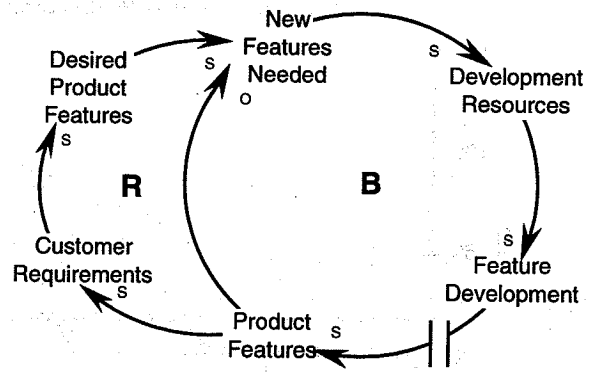 New
Features
Needed
s
Desired
Product
Features
s
o
Development
Resources
s
R
B
s
Customer
Requirements
s
Feature
Development
s
Product
Features
s